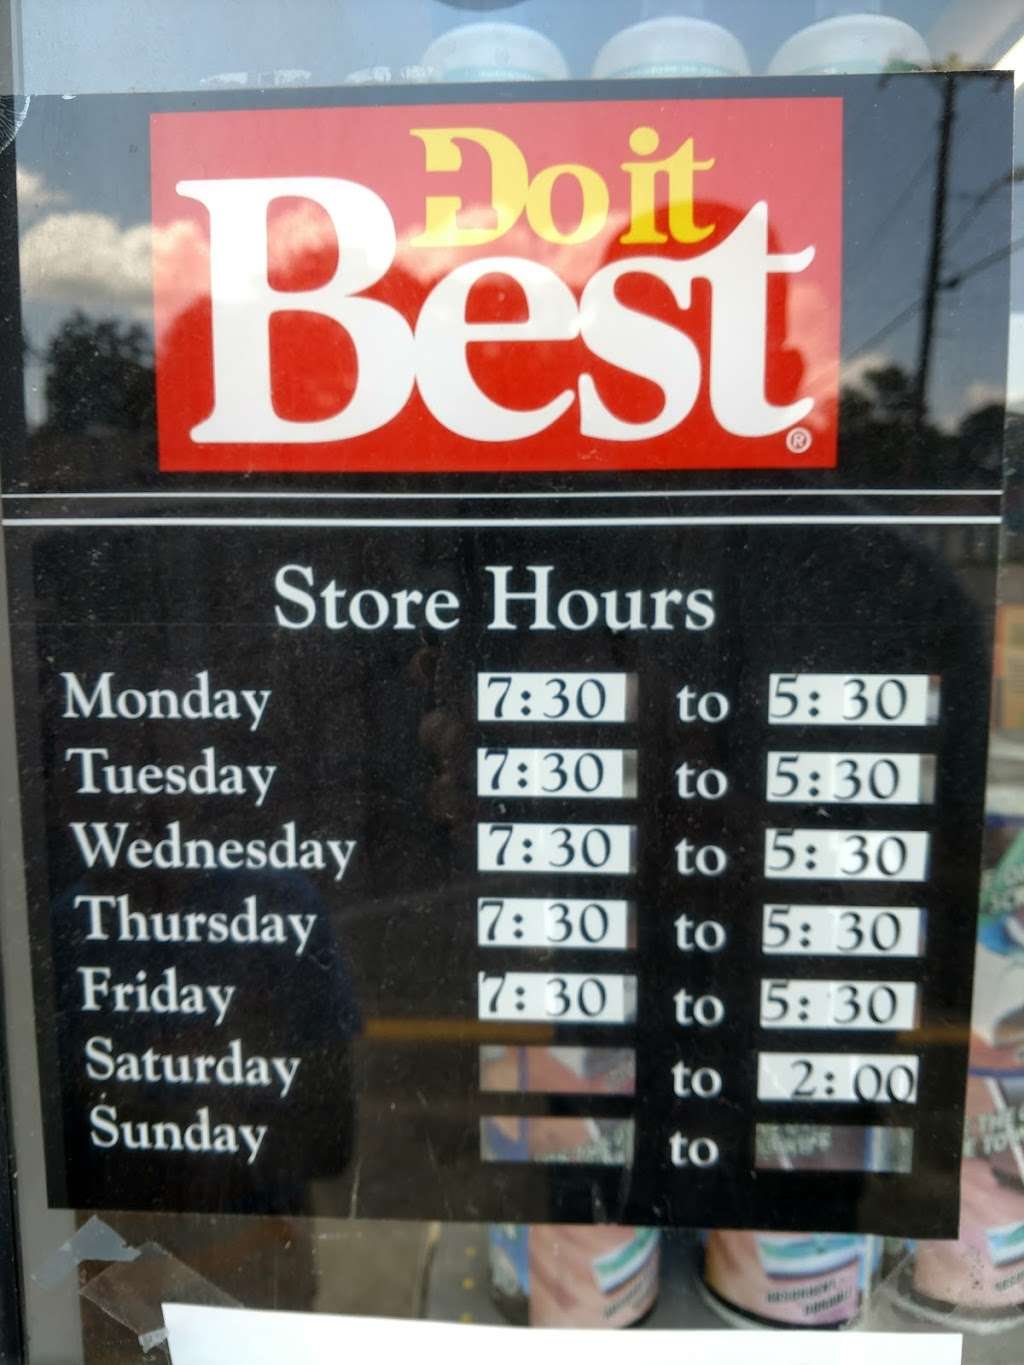 Do it
Best®
Store Hours
Monday 7:30 to 5:30
Tuesday 7:30 to 5:30
Wednesday 7:30 to 5:30
Thursday 7:30 to 5:30
Friday 7:30 to 5:30
Saturday to 2:00
Sunday to